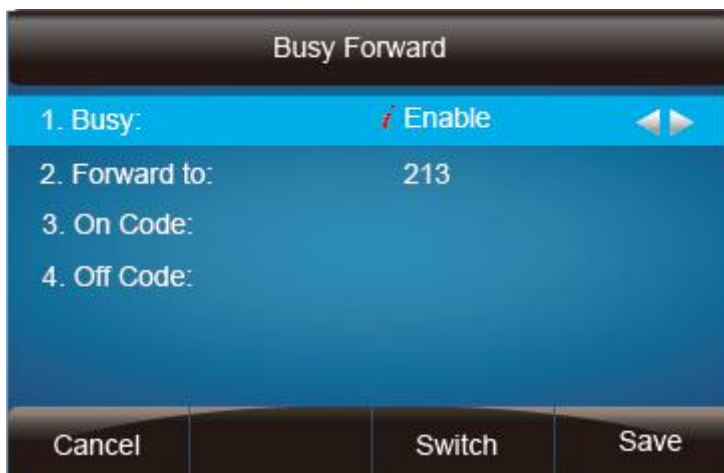 Busy Forward
1. Busy: i Enable
2. Forward to: 213
3. On Code:
4. Off Code:
Cancel Switch Save